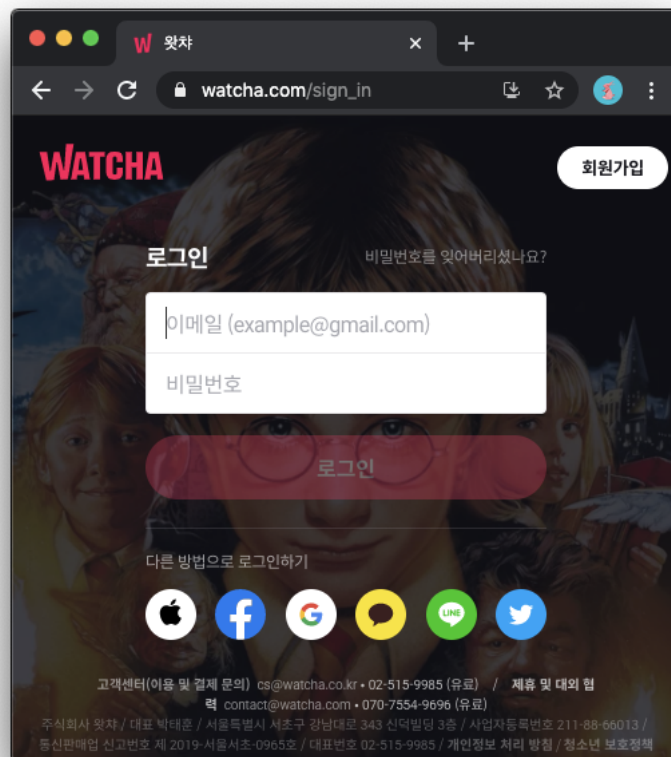 왓챠
watcha.com/sign_in
WATCHA
회원가입
로그인 비밀번호를 잊어버리셨나요?
이메일 (example@gmail.com)
비밀번호
로그인
다른 방법으로 로그인하기
LINE
고객센터(이용 및 결제 문의) cs@watcha.co.kr • 02-515-9985 (유료) / 제휴 및 대외 협
력 contact@watcha.com • 070-7554-9696 (유료)
주식회사 왓챠 / 대표 박태훈 / 서울특별시 서초구 강남대로 343 신덕빌딩 3층 / 사업자등록번호 211-88-66013 /
통신판매업 신고번호 제 2019-서울서초-0965호 / 대표번호 02-515-9985 / 개인정보 처리 방침 / 청소년 보호정책